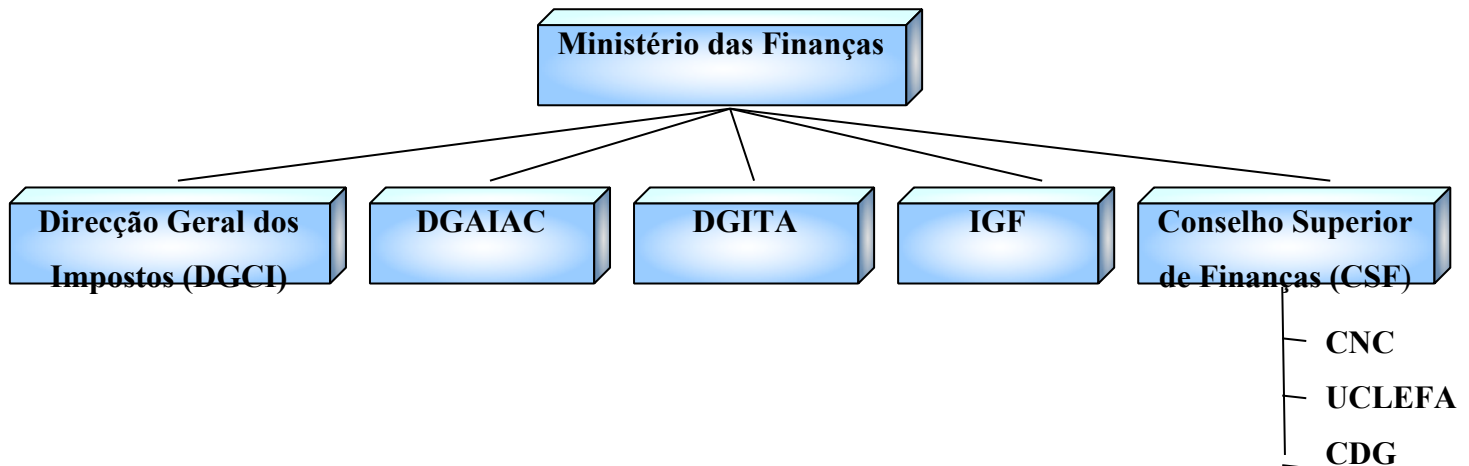 Ministério das Finanças
Direcção Geral dos
Impostos (DGCI)
DGAIAC
DGITA
IGF
Conselho Superior
de Finanças (CSF)
CNC
UCLEFA
CDG